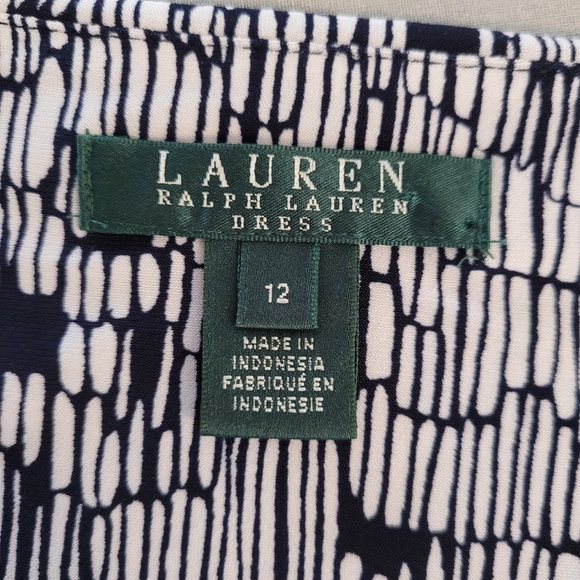 LAUREN
RALPH LAUREN
DRESS
12
MADE IN
INDONESIA
FABRIQUÉ EN
INDONESIE